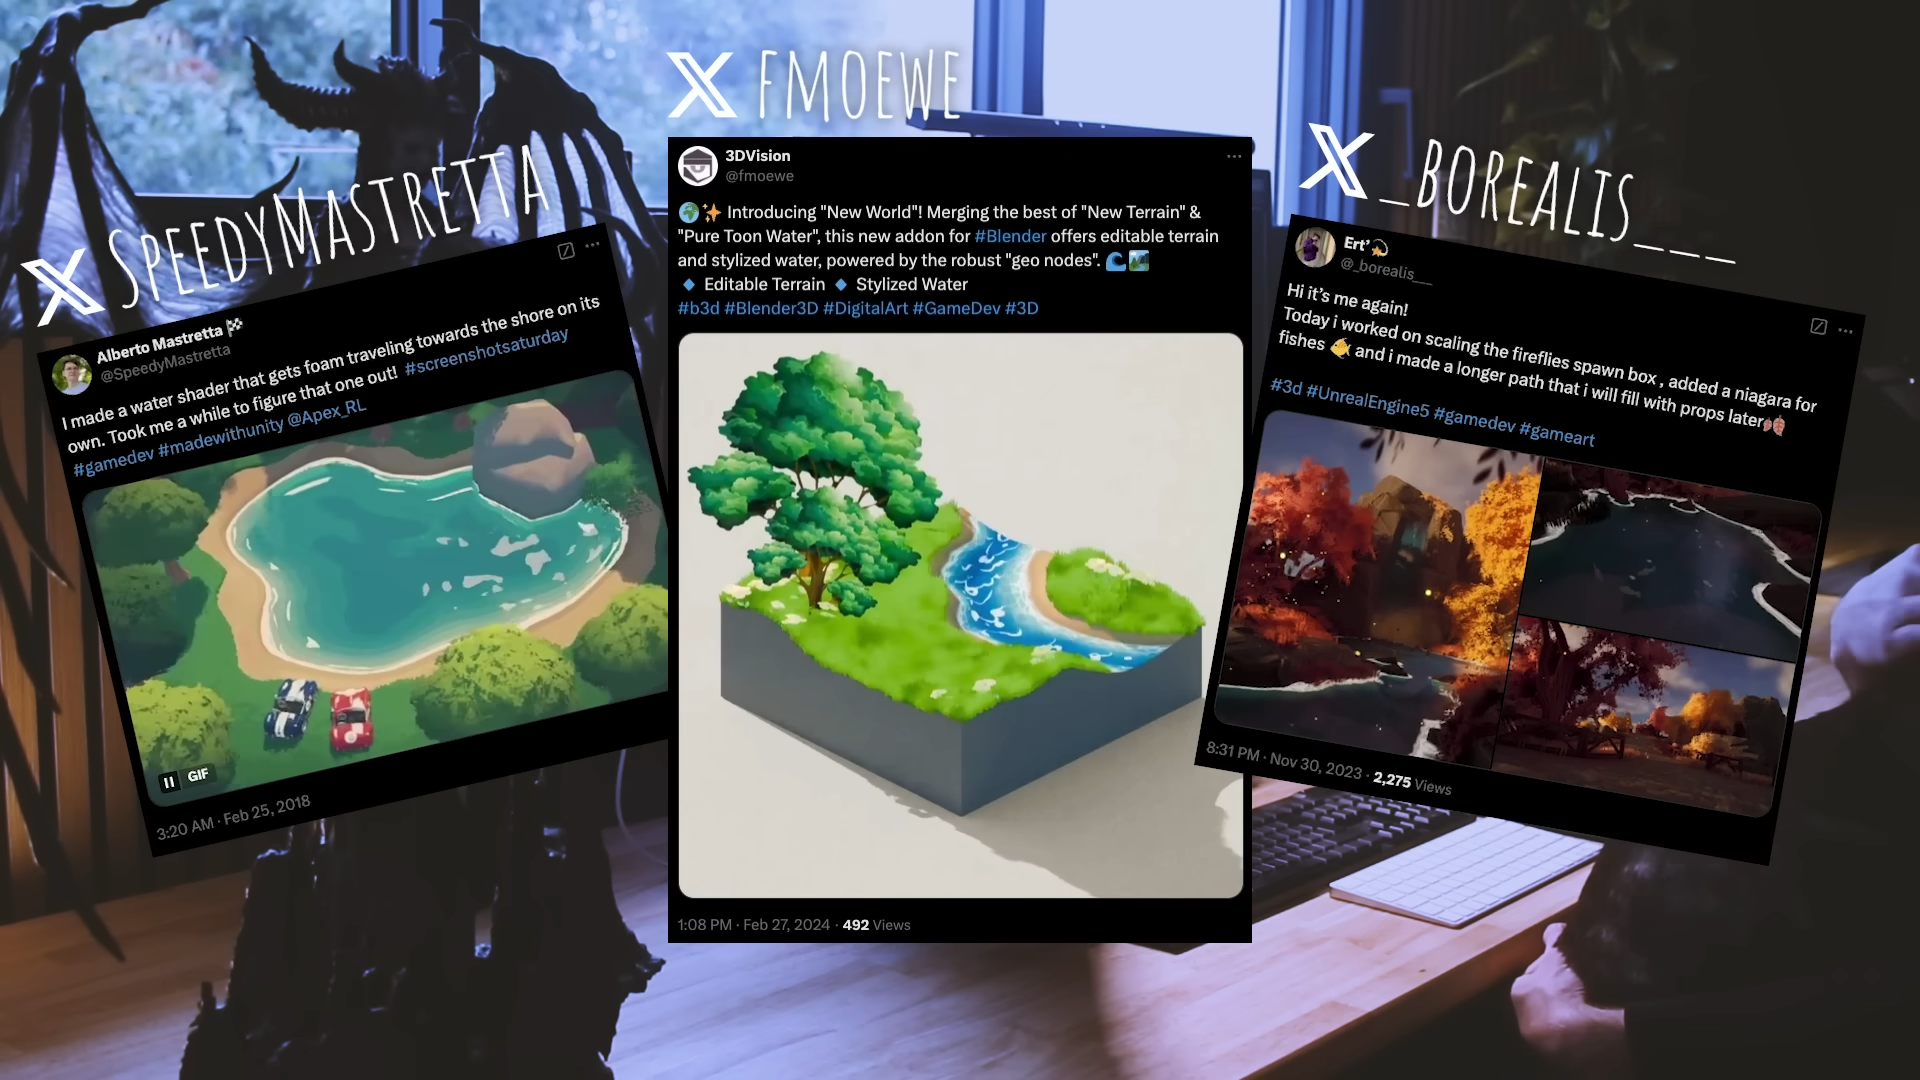 X SPEEDYMASTRETTA
Alberto Mastretta 🏁
@SpeedyMastretta
I made a water shader that gets foam traveling towards the shore on its
own. Took me a while to figure that one out! #screenshotsaturday
#gamedev #madewithunity @Apex_RL
GIF
3:20 AM · Feb 25, 2018
X FMOEWE
3DVision
@fmoewe
🌍✨ Introducing "New World"! Merging the best of "New Terrain" &
"Pure Toon Water", this new addon for #Blender offers editable terrain
and stylized water, powered by the robust "geo nodes". 🌊🏞️
🔹 Editable Terrain 🔹 Stylized Water
#b3d #Blender3D #DigitalArt #GameDev #3D
1:08 PM · Feb 27, 2024 · 492 Views
X _BOREALIS___
Ert'💫
@_borealis___
Hi it's me again!
Today i worked on scaling the fireflies spawn box , added a niagara for
fishes 🐠 and i made a longer path that i will fill with props later🍂
#3d #UnrealEngine5 #gamedev #gameart
8:31 PM · Nov 30, 2023 · 2,275 Views